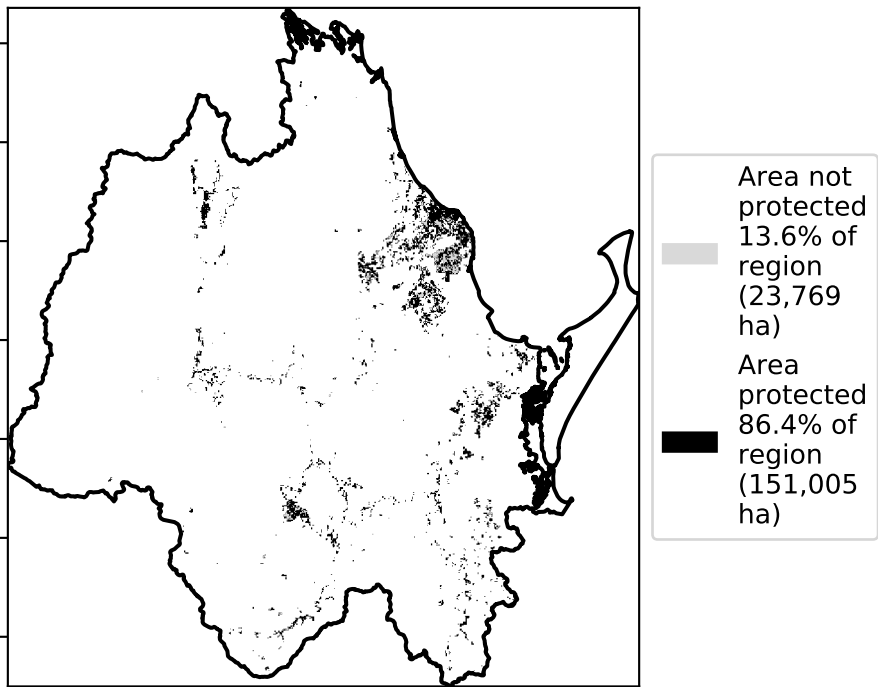 Area not
protected
13.6% of
region
(23,769
ha)
Area
protected
86.4% of
region
(151,005
ha)